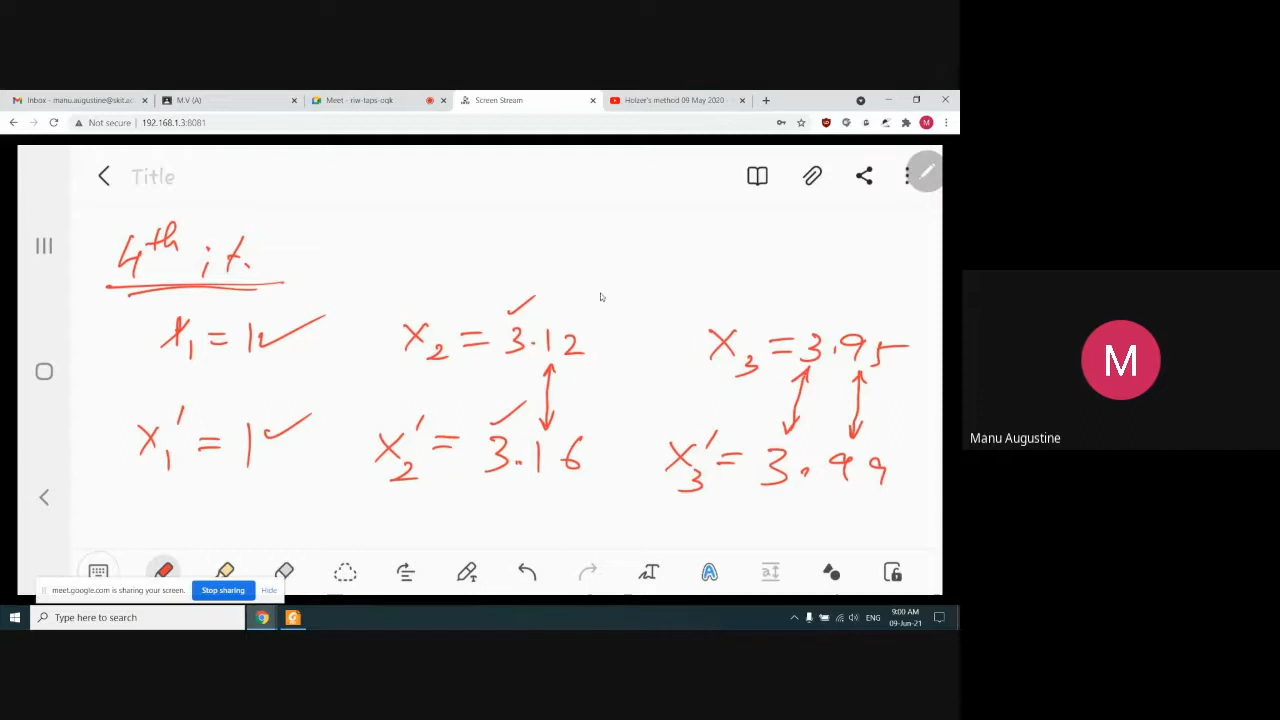 Inbox - manu.augustine@skit.ac
M.V (A)
Meet - riw-taps-oqk
Screen Stream
Holzer's method 09 May 2020 -
Not secure | 192.168.1.3:8081
Title
4th it.
x₁ = 1 x₂ = 3.12 x₃ = 3.95
x₁' = 1 x₂' = 3.16 x₃' = 3.99
meet.google.com is sharing your screen. Stop sharing Hide
Type here to search
ENG
9:00 AM
09-Jun-21
M
Manu Augustine